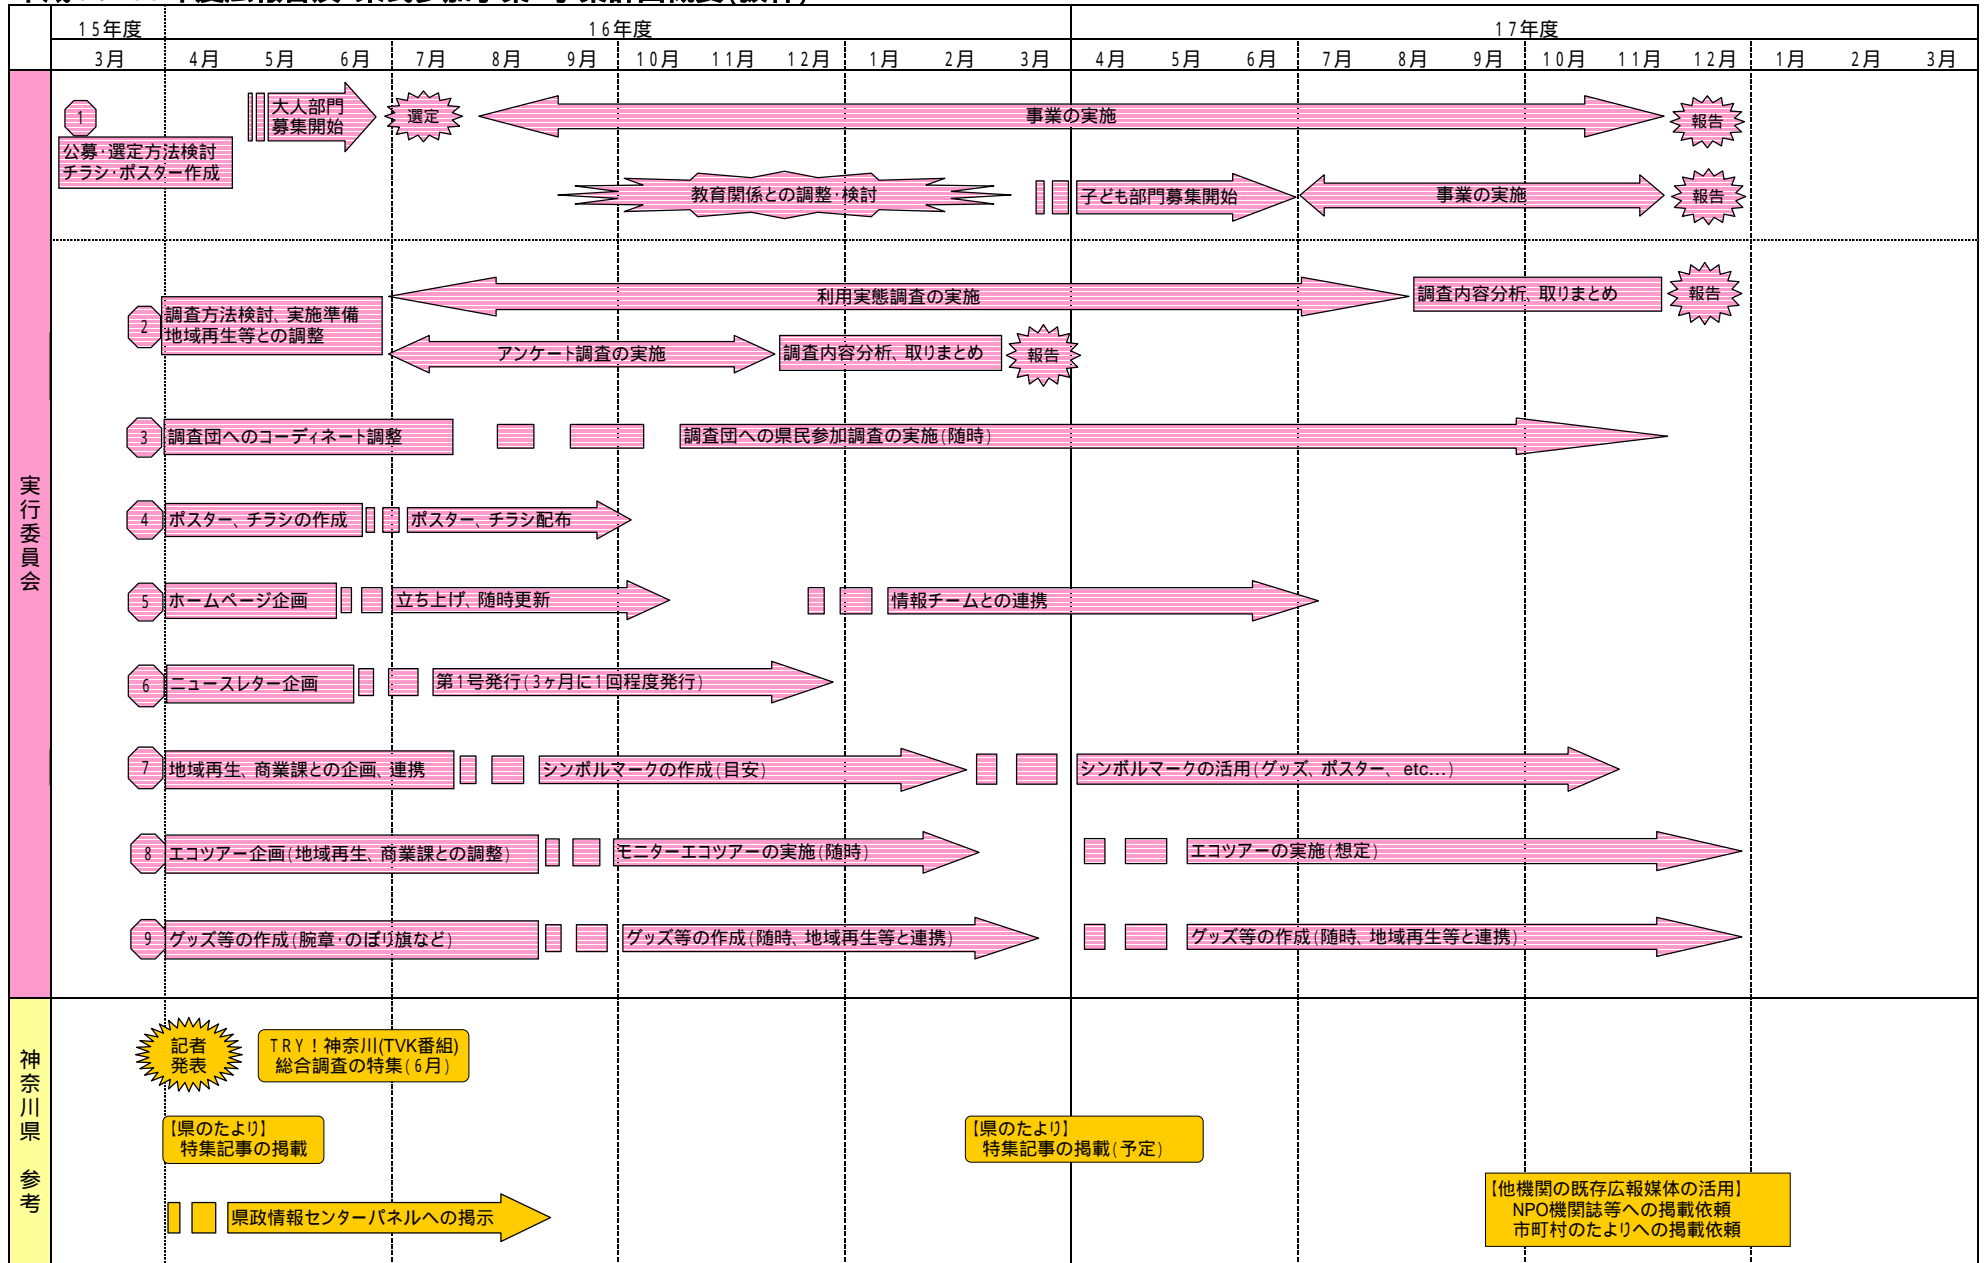 15年度
16年度
17年度
3月 4月 5月 6月 7月 8月 9月 10月 11月 12月 1月 2月 3月 4月 5月 6月 7月 8月 9月 10月 11月 12月 1月 2月 3月
実行委員会
1
公募・選定方法検討
チラシ・ポスター作成
大人部門
募集開始
選定
事業の実施
報告
教育関係との調整・検討
子ども部門募集開始
事業の実施
報告
2
調査方法検討、実施準備
地域再生等との調整
利用実態調査の実施
調査内容分析、取りまとめ
報告
アンケート調査の実施
調査内容分析、取りまとめ
報告
3
調査団へのコーディネート調整
調査団への県民参加調査の実施(随時)
4
ポスター、チラシの作成
ポスター、チラシ配布
5
ホームページ企画
立ち上げ、随時更新
情報チームとの連携
6
ニュースレター企画
第1号発行(3ヶ月に1回程度発行)
7
地域再生、商業課との企画、連携
シンボルマークの作成(目安)
シンボルマークの活用(グッズ、ポスター、etc…)
8
エコツアー企画(地域再生、商業課との調整)
モニターエコツアーの実施(随時)
エコツアーの実施(想定)
9
グッズ等の作成(腕章・のぼり旗など)
グッズ等の作成(随時、地域再生等と連携)
グッズ等の作成(随時、地域再生等と連携)
神奈川県 参考
記者
発表
TRY！神奈川(TVK番組)
総合調査の特集(6月)
【県のたより】
特集記事の掲載
【県のたより】
特集記事の掲載(予定)
県政情報センターパネルへの掲示
【他機関の既存広報媒体の活用】
NPO機関誌等への掲載依頼
市町村のたよりへの掲載依頼